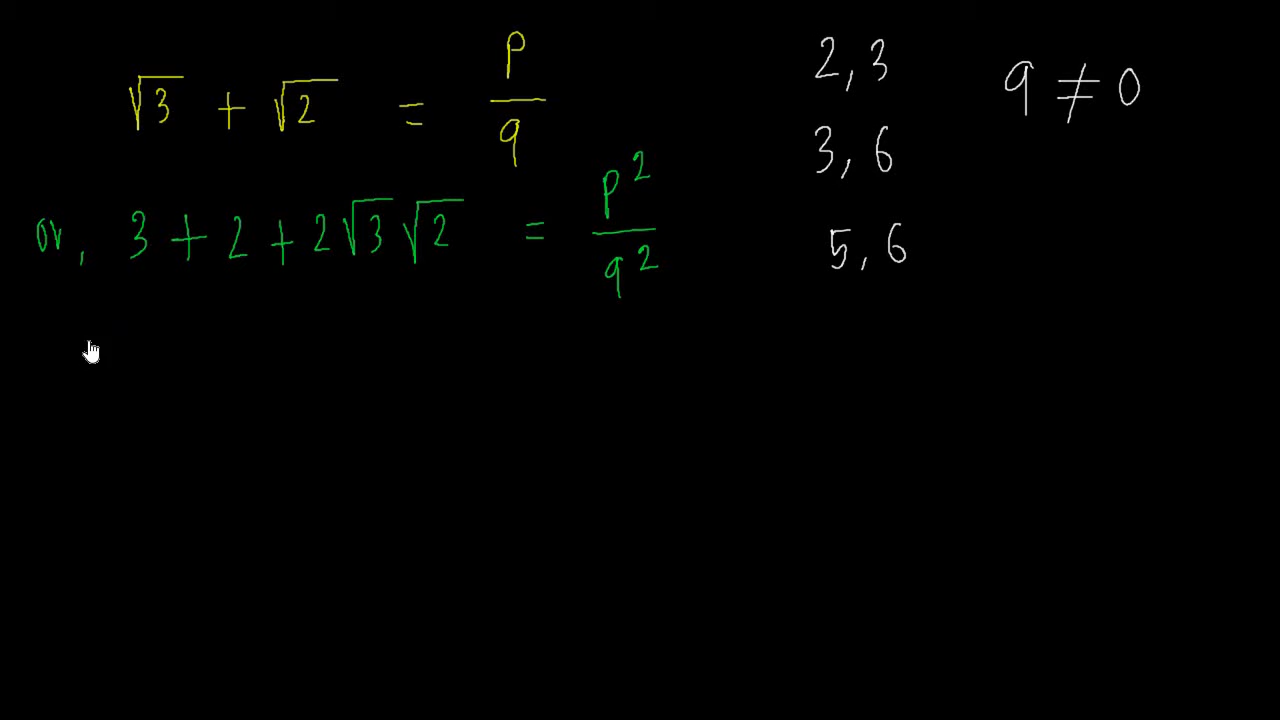 √3 + √2 = p/q
or, 3 + 2 + 2√3√2 = p²/q²
2, 3
3, 6
5, 6
q ≠ 0